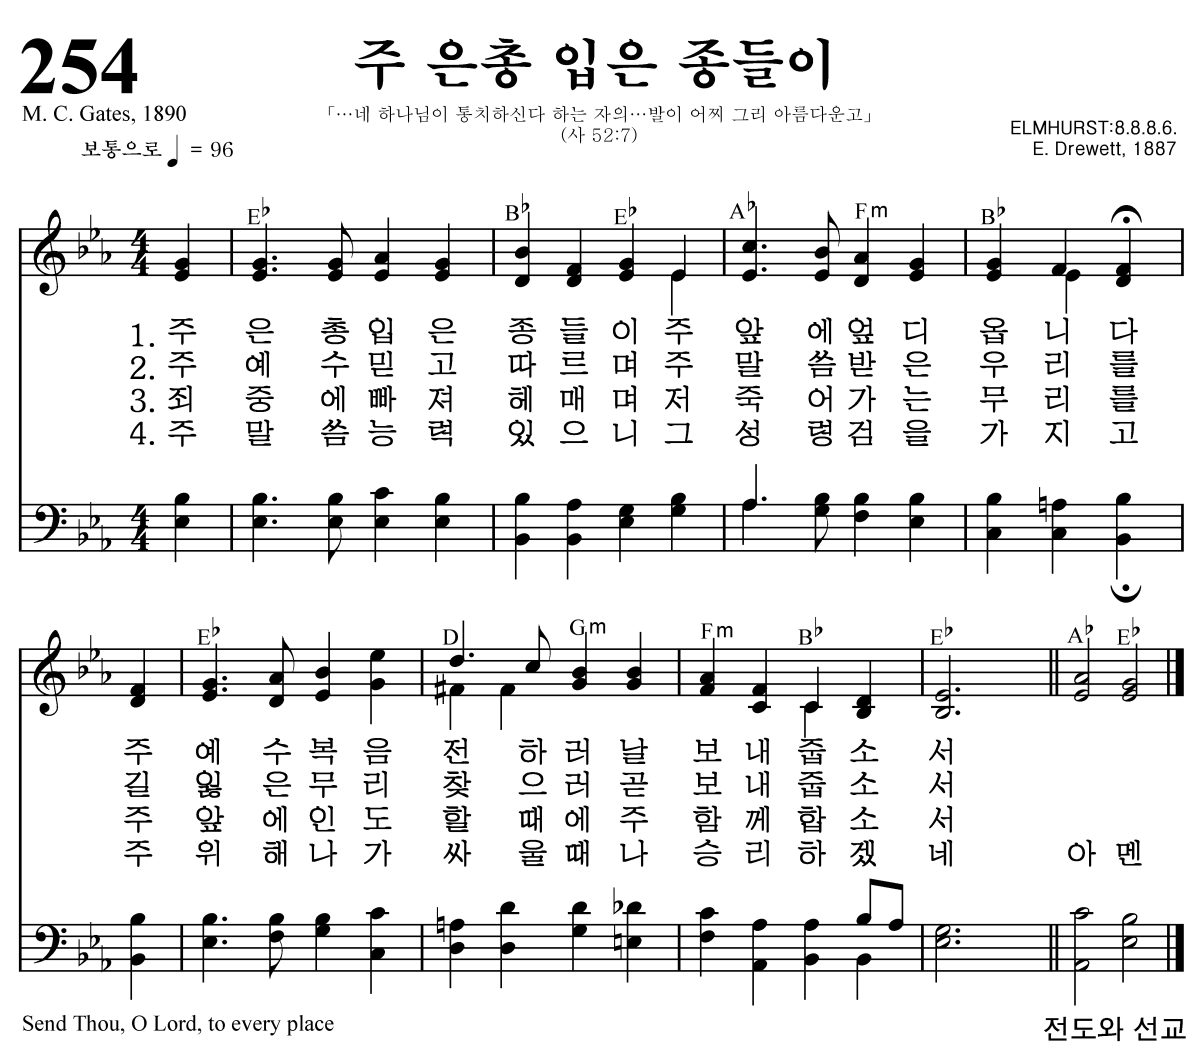 254
주 은총 입은 종들이
M. C. Gates, 1890
「…네 하나님이 통치하신다 하는 자의…발이 어찌 그리 아름다운고」
(사 52:7)
ELMHURST:8.8.8.6.
E. Drewett, 1887
보통으로 ♩ = 96
E♭ B♭ E♭ A♭ Fm B♭
4
4
1. 주 은 총 입 은 종 들 이 주 앞 에 엎 디 옵 니 다
2. 주 예 수 믿 고 따 르 며 주 말 씀 받 은 우 리 를
3. 죄 중 에 빠 져 헤 매 며 저 죽 어 가 는 무 리 를
4. 주 말 씀 능 력 있 으 니 그 성 령 검 을 가 지 고
4
4
E♭ D Gm Fm B♭ E♭ A♭ E♭
주 예 수 복 음 전 하 러 날 보 내 줍 소 서
길 잃 은 무 리 찾 으 러 곧 보 내 줍 소 서
주 앞 에 인 도 할 때 에 주 함 께 합 소 서
주 위 해 나 가 싸 울 때 나 승 리 하 겠 네 아 멘
Send Thou, O Lord, to every place
전도와 선교